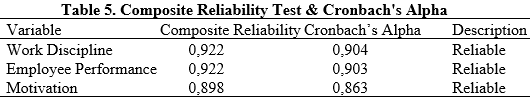 Table 5. Composite Reliability Test & Cronbach's Alpha
Variable Composite Reliability Cronbach's Alpha Description
Work Discipline 0,922 0,904 Reliable
Employee Performance 0,922 0,903 Reliable
Motivation 0,898 0,863 Reliable